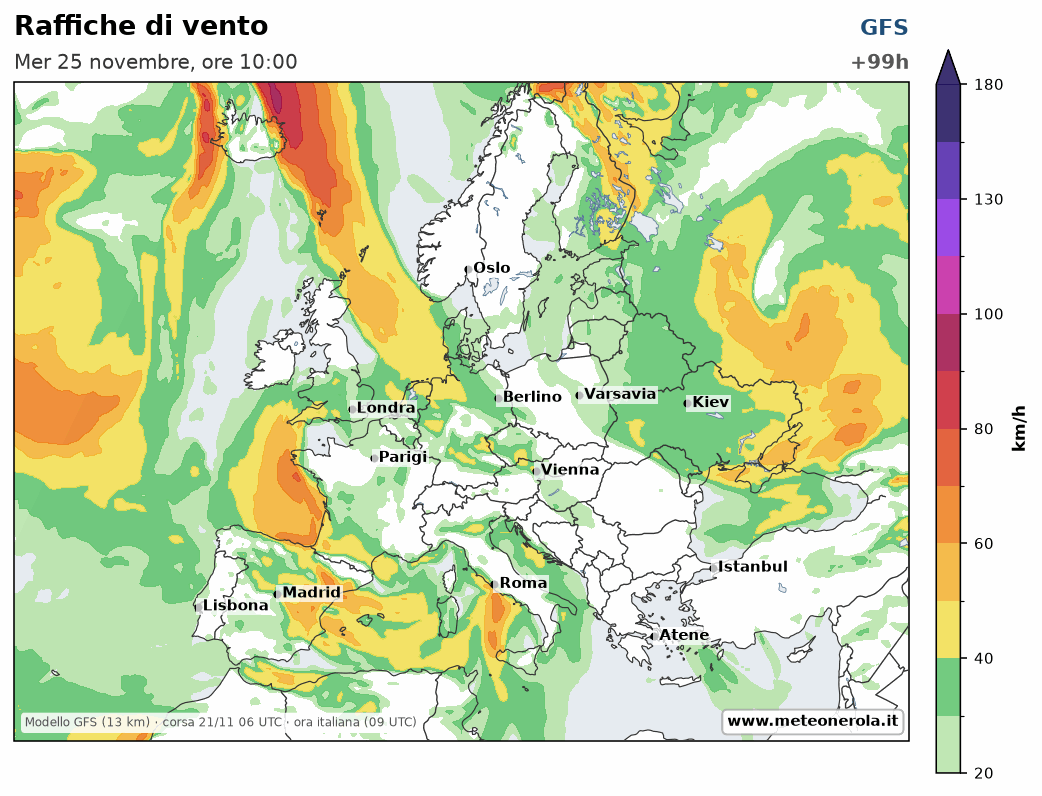 Raffiche di vento
GFS
Mer 25 novembre, ore 10:00
+99h
180
130
100
80
60
40
20
km/h
Oslo
Londra
Berlino
Varsavia
Kiev
Parigi
Vienna
Istanbul
Roma
Madrid
Lisbona
Atene
Modello GFS (13 km) · corsa 21/11 06 UTC · ora italiana (09 UTC)
www.meteonerola.it